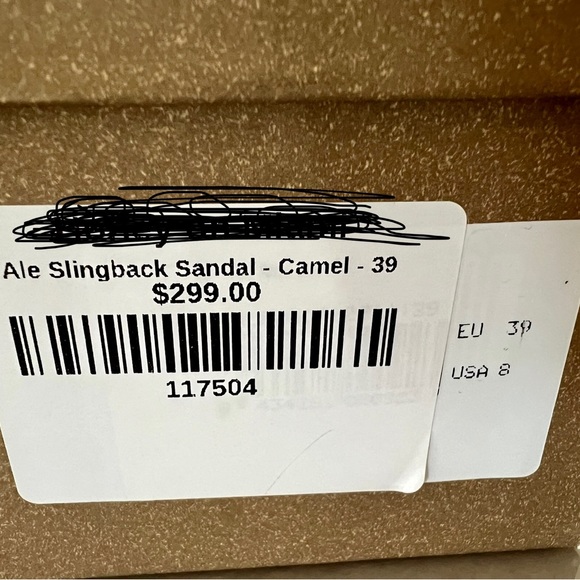 Ale Slingback Sandal - Camel - 39
$299.00
117504
EU 39
USA 8